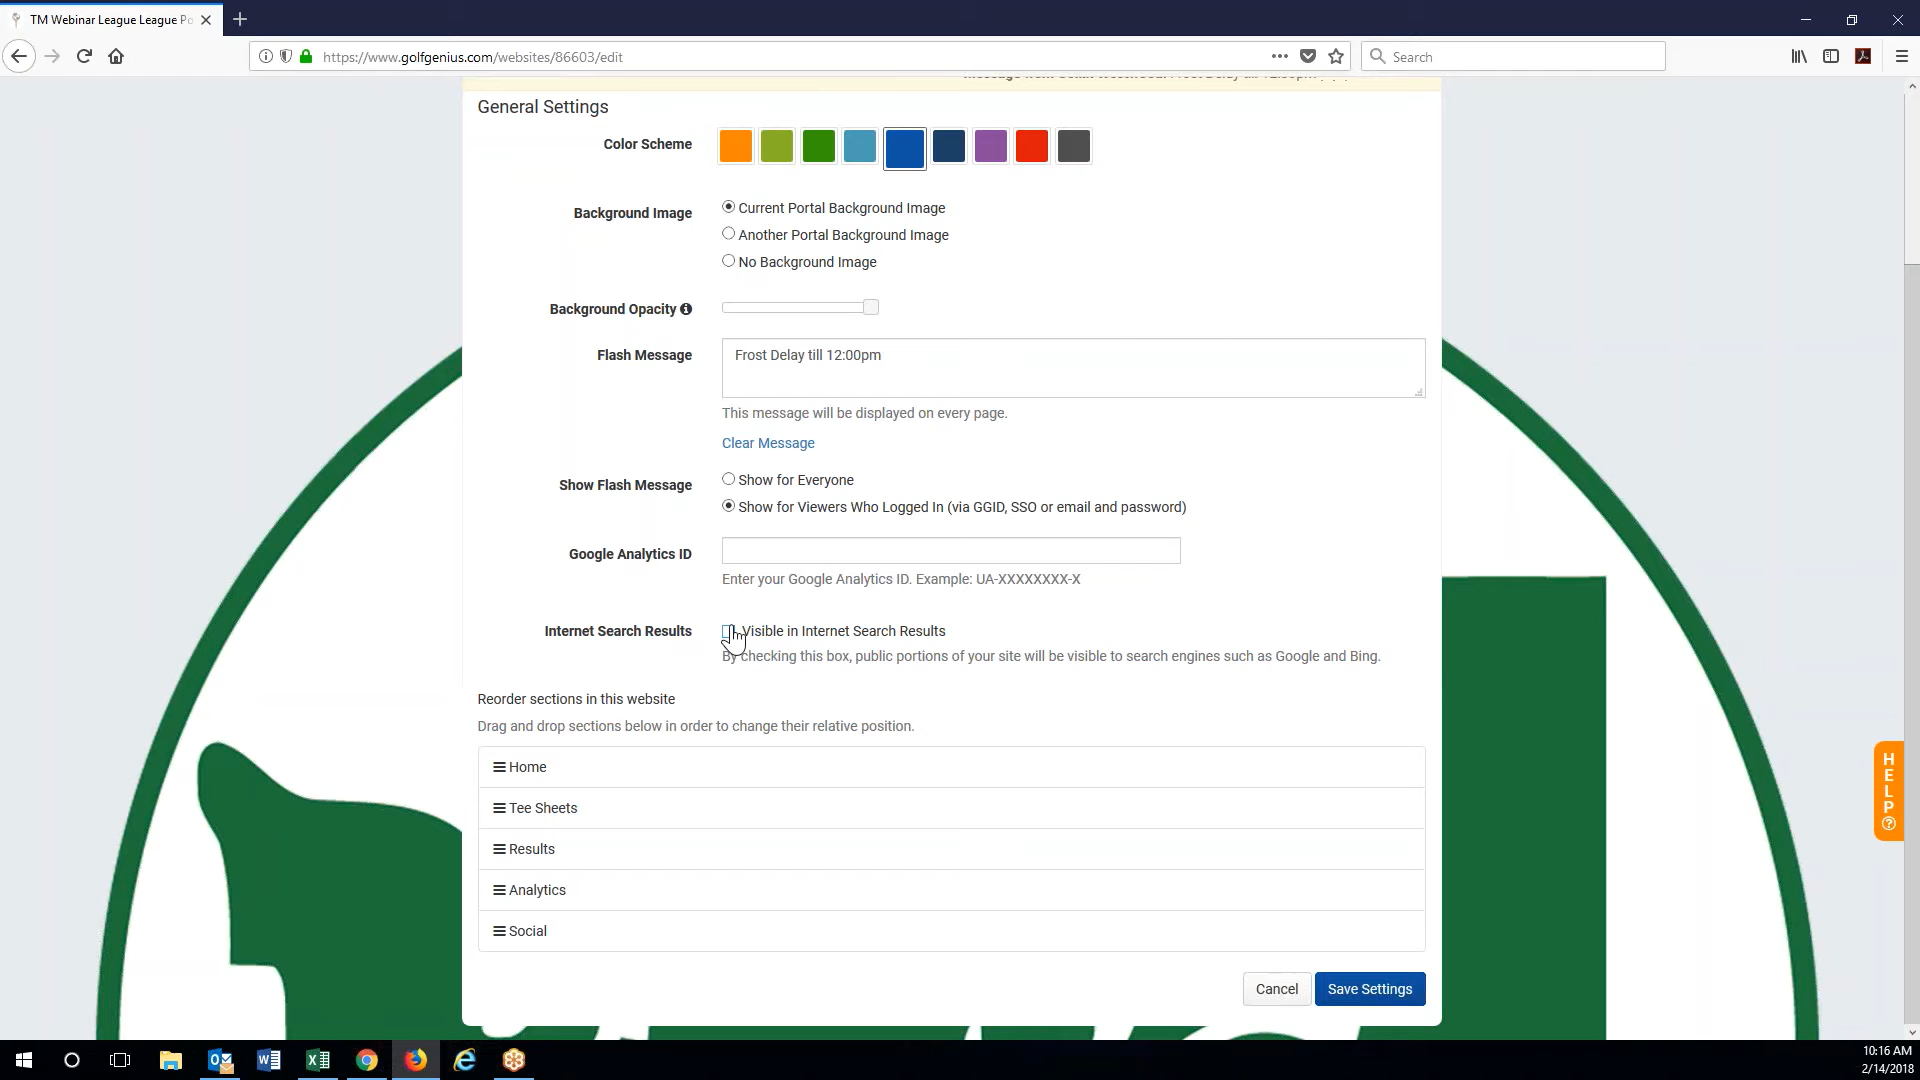 TM Webinar League League Po
https://www.golfgenius.com/websites/86603/edit
Search
General Settings
Color Scheme
Background Image
Current Portal Background Image
Another Portal Background Image
No Background Image
Background Opacity
Flash Message
Frost Delay till 12:00pm
This message will be displayed on every page.
Clear Message
Show Flash Message
Show for Everyone
Show for Viewers Who Logged In (via GGID, SSO or email and password)
Google Analytics ID
Enter your Google Analytics ID. Example: UA-XXXXXXXX-X
Internet Search Results
Visible in Internet Search Results
By checking this box, public portions of your site will be visible to search engines such as Google and Bing.
Reorder sections in this website
Drag and drop sections below in order to change their relative position.
Home
Tee Sheets
Results
Analytics
Social
Cancel
Save Settings
HELP
10:16 AM
2/14/2018